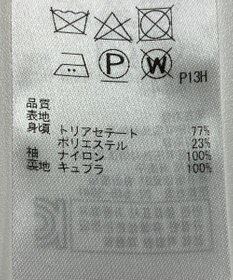 P W P13H
品質
表地
身頃 トリアセテート 77%
ポリエステル 23%
袖 ナイロン 100%
裏地 キュプラ 100%